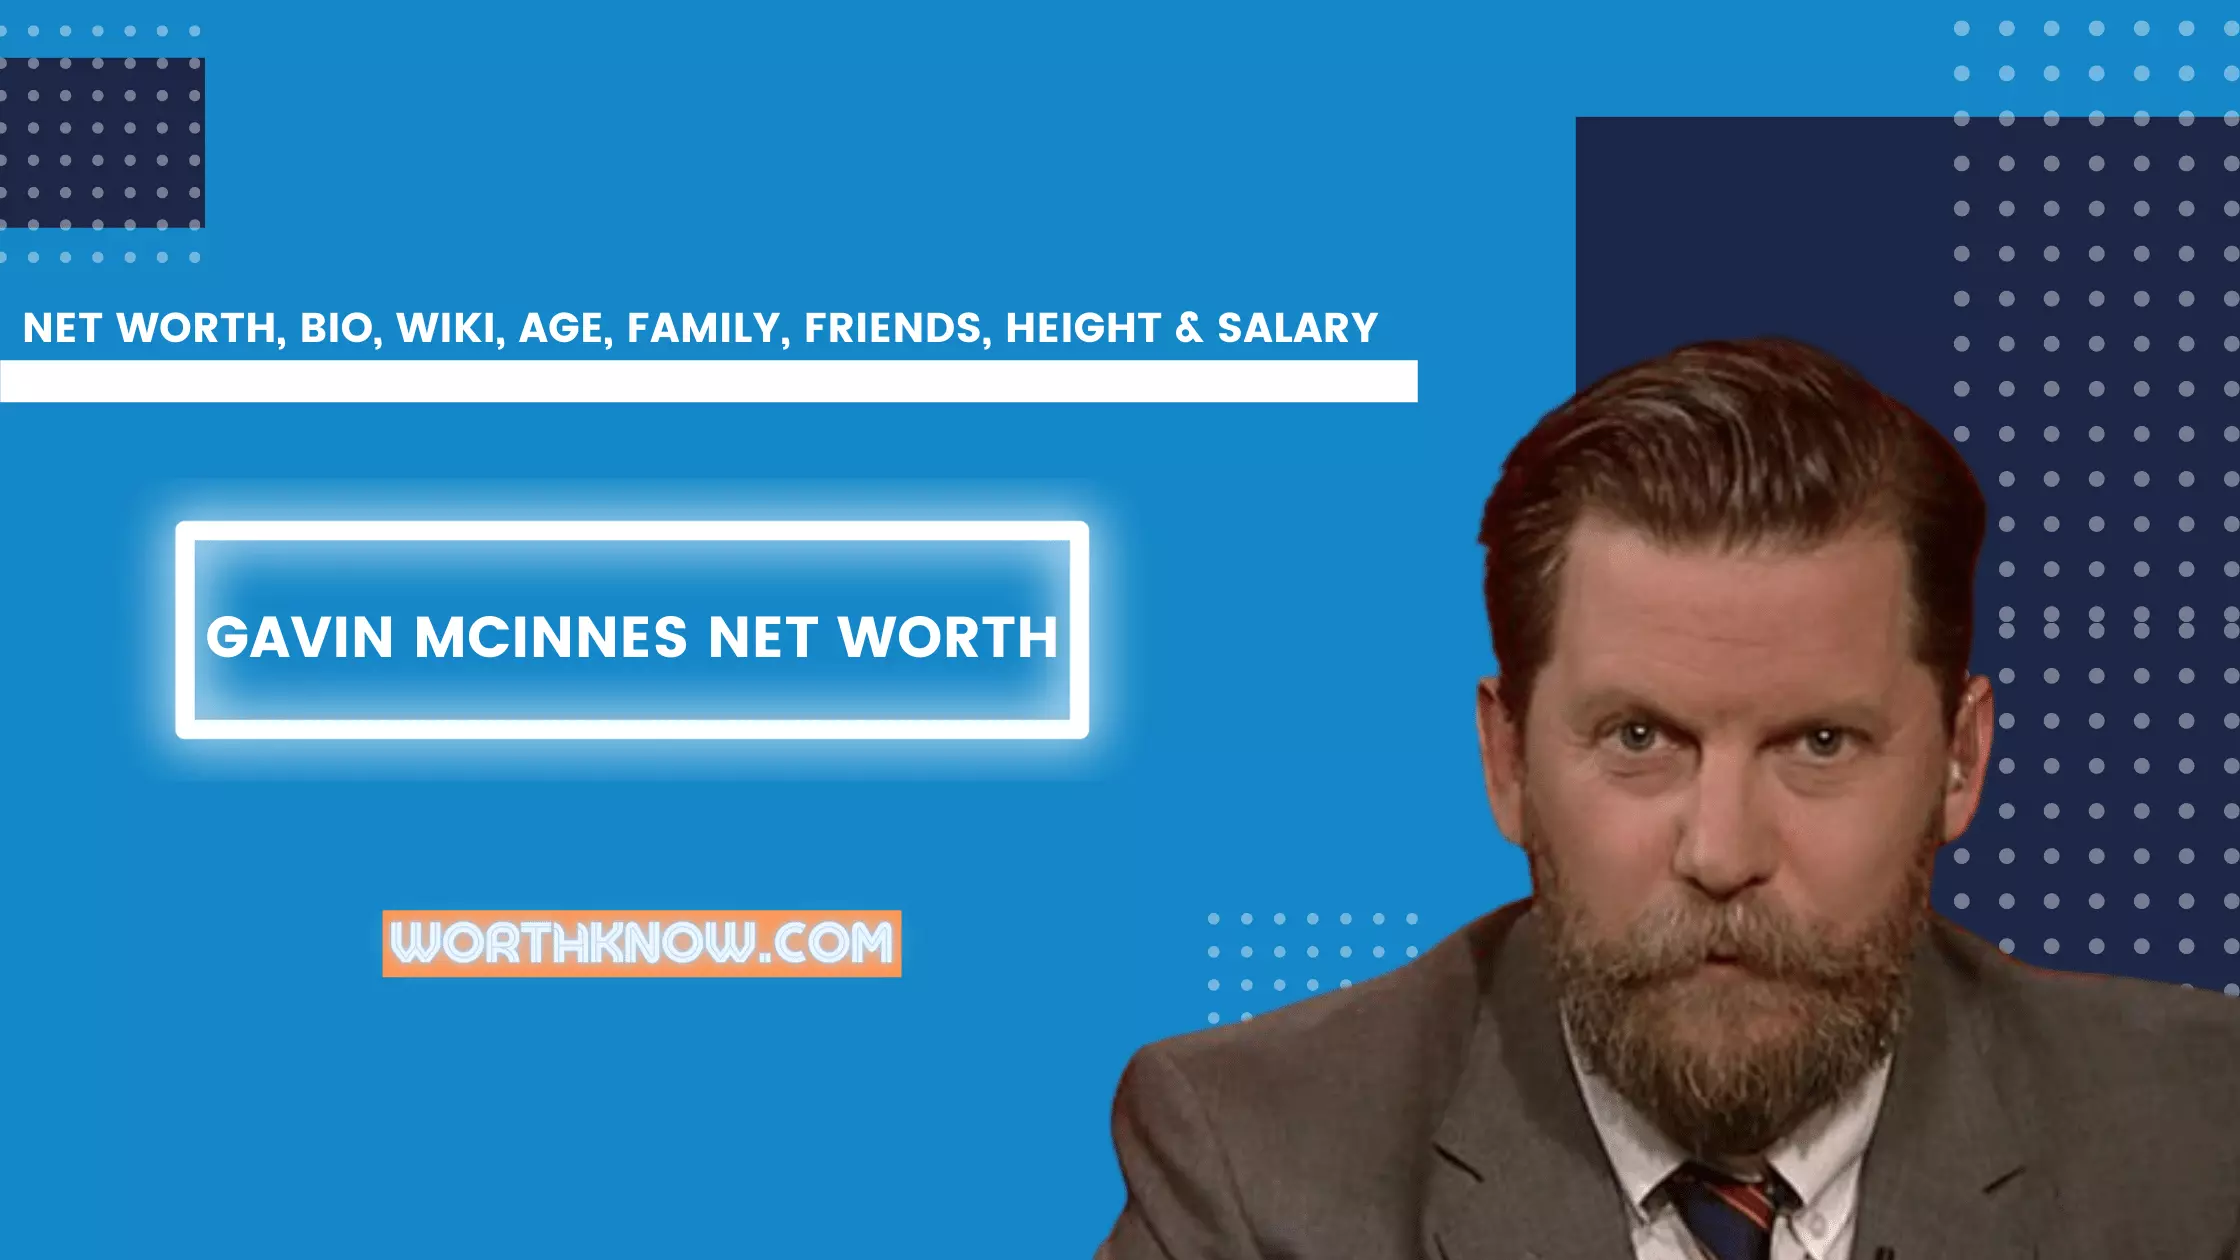 NET WORTH, BIO, WIKI, AGE, FAMILY, FRIENDS, HEIGHT & SALARY
GAVIN MCINNES NET WORTH
WORTHKNOW.COM